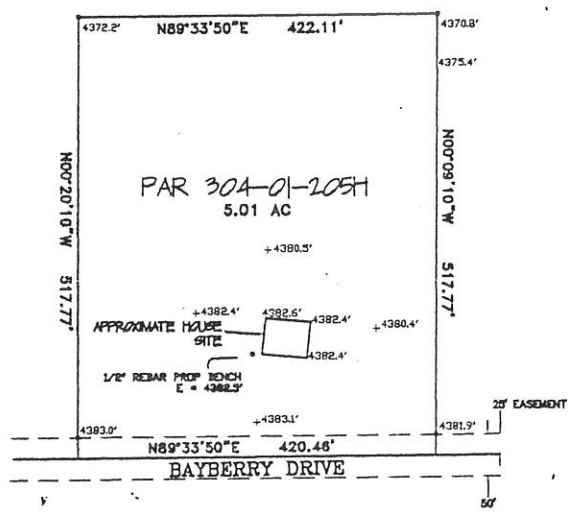 4372.2' N89°33'50"E 422.11' 4370.8'
4375.4'
N00°20'10"W 517.77'
N00°09'10"W 517.77'
PAR 304-01-205H
5.01 AC
+4380.5'
+4382.4' 4382.6' 4382.4' +4380.4'
APPROXIMATE HOUSE
SITE
4382.4'
1/2" REBAR PROP BENCH
E = 4382.9'
25' EASEMENT
4383.0' +4383.1' 4381.9'
N89°33'50"E 420.46'
BAYBERRY DRIVE
50'